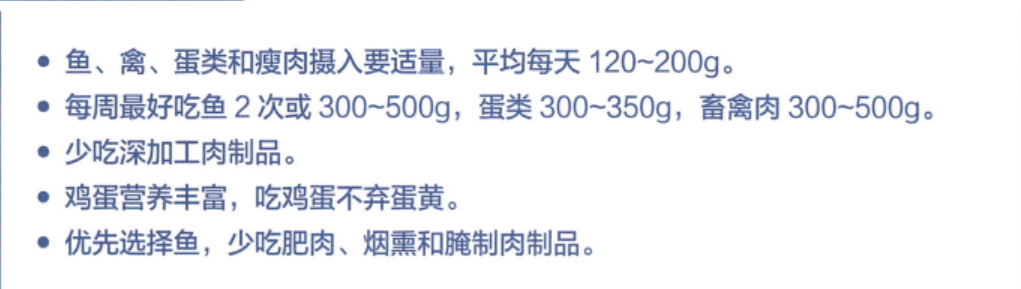 • 鱼、禽、蛋类和瘦肉摄入要适量，平均每天 120~200g。
• 每周最好吃鱼 2 次或 300~500g，蛋类 300~350g，畜禽肉 300~500g。
• 少吃深加工肉制品。
• 鸡蛋营养丰富，吃鸡蛋不弃蛋黄。
• 优先选择鱼，少吃肥肉、烟熏和腌制肉制品。